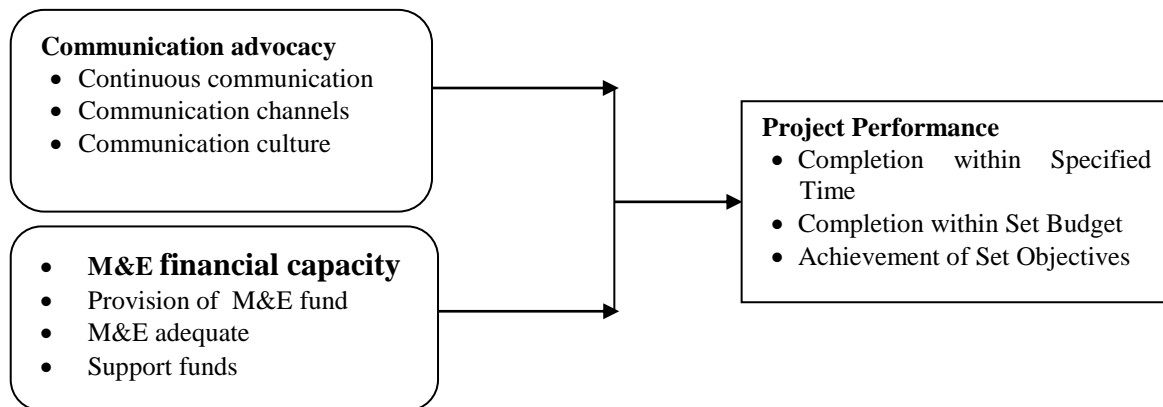 Communication advocacy
• Continuous communication
• Communication channels
• Communication culture
• M&E financial capacity
• Provision of M&E fund
• M&E adequate
• Support funds
Project Performance
• Completion within Specified
Time
• Completion within Set Budget
• Achievement of Set Objectives